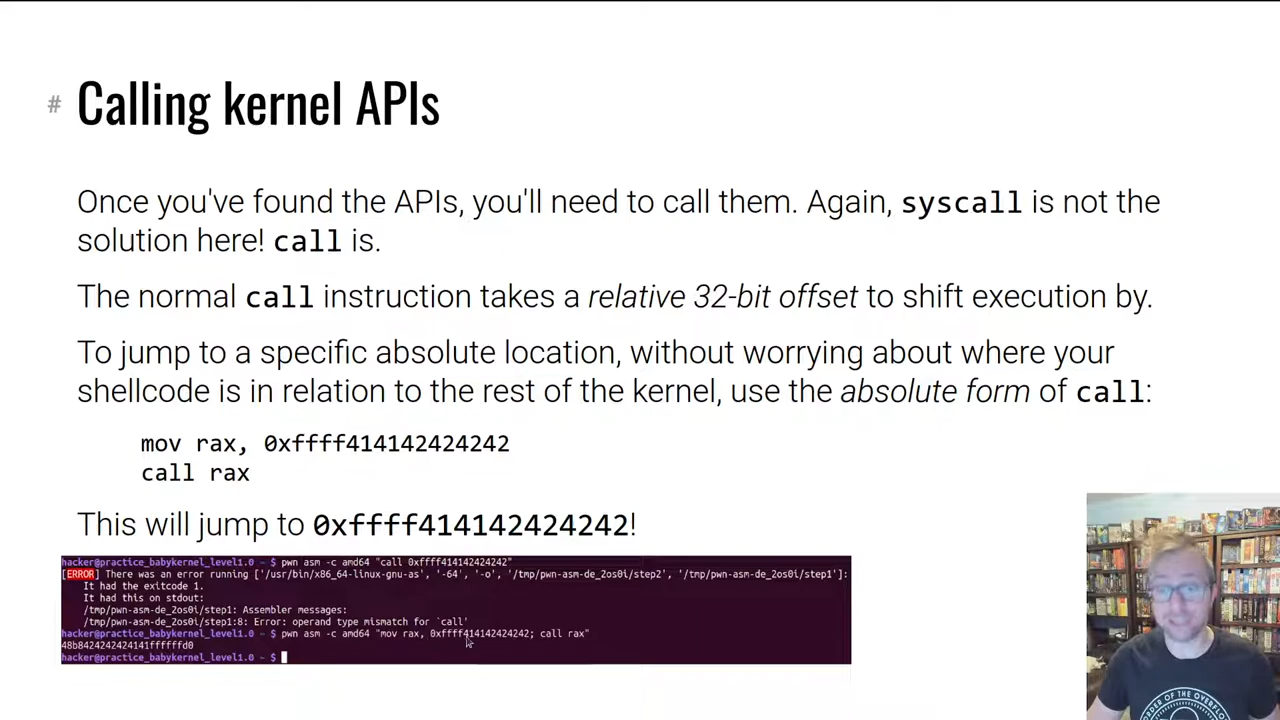 # Calling kernel APIs
Once you've found the APIs, you'll need to call them. Again, syscall is not the
solution here! call is.
The normal call instruction takes a relative 32-bit offset to shift execution by.
To jump to a specific absolute location, without worrying about where your
shellcode is in relation to the rest of the kernel, use the absolute form of call:
mov rax, 0xffff414142424242
call rax
This will jump to 0xffff414142424242!
hacker@practice_babykernel_level1.0 ~ $ pwn asm -c amd64 "call 0xffff414142424242"
[ERROR] There was an error running ['/usr/bin/x86_64-linux-gnu-as', '-64', '-o', '/tmp/pwn-asm-de_2os0i/step2', '/tmp/pwn-asm-de_2os0i/step1']:
It had the exitcode 1.
It had this on stdout:
/tmp/pwn-asm-de_2os0i/step1: Assembler messages:
/tmp/pwn-asm-de_2os0i/step1:8: Error: operand type mismatch for `call'
hacker@practice_babykernel_level1.0 ~ $ pwn asm -c amd64 "mov rax, 0xffff414142424242; call rax"
48b8424242424141ffffffd0
hacker@practice_babykernel_level1.0 ~ $
ORDER OF THE OVERFLOW